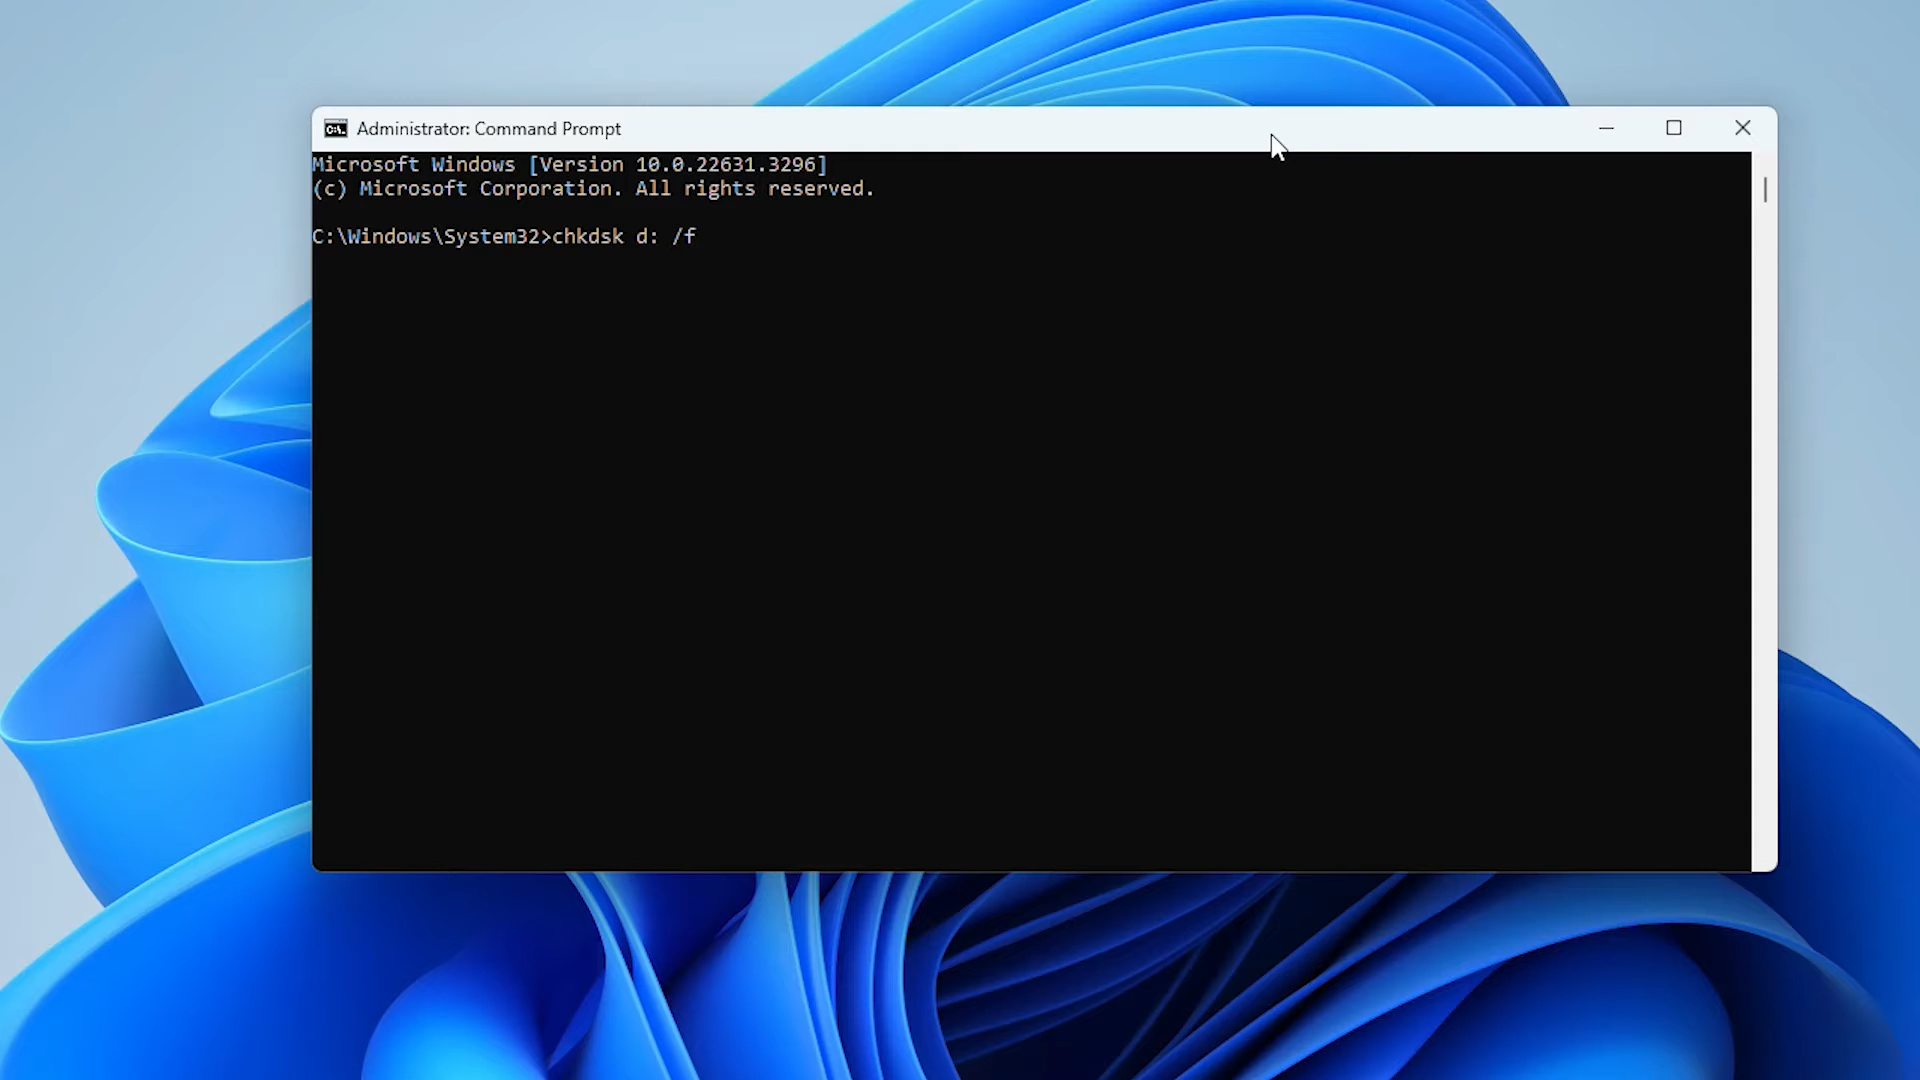 Administrator: Command Prompt
Microsoft Windows [Version 10.0.22631.3296]
(c) Microsoft Corporation. All rights reserved.
C:\Windows\System32>chkdsk d: /f